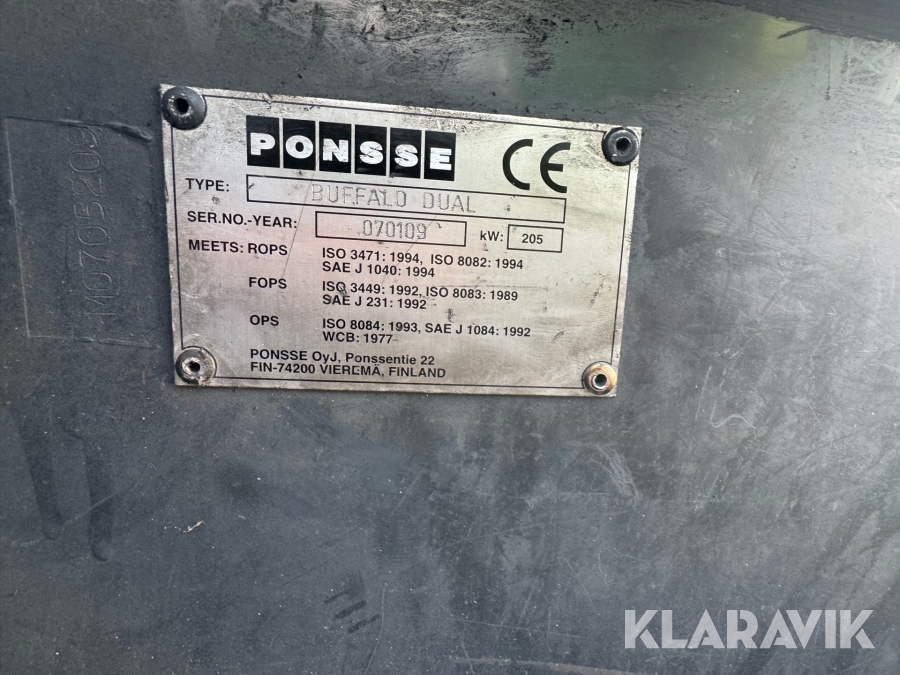 PONSSE CE
TYPE: BUFFALO DUAL
SER.NO.-YEAR: 070109 kW: 205
MEETS: ROPS ISO 3471: 1994, ISO 8082: 1994
SAE J 1040: 1994
FOPS ISO 3449: 1992, ISO 8083: 1989
SAE J 231: 1992
OPS ISO 8084: 1993, SAE J 1084: 1992
WCB: 1977
PONSSE OyJ, Ponssentie 22
FIN-74200 VIEREMÄ, FINLAND
KLARAVIK